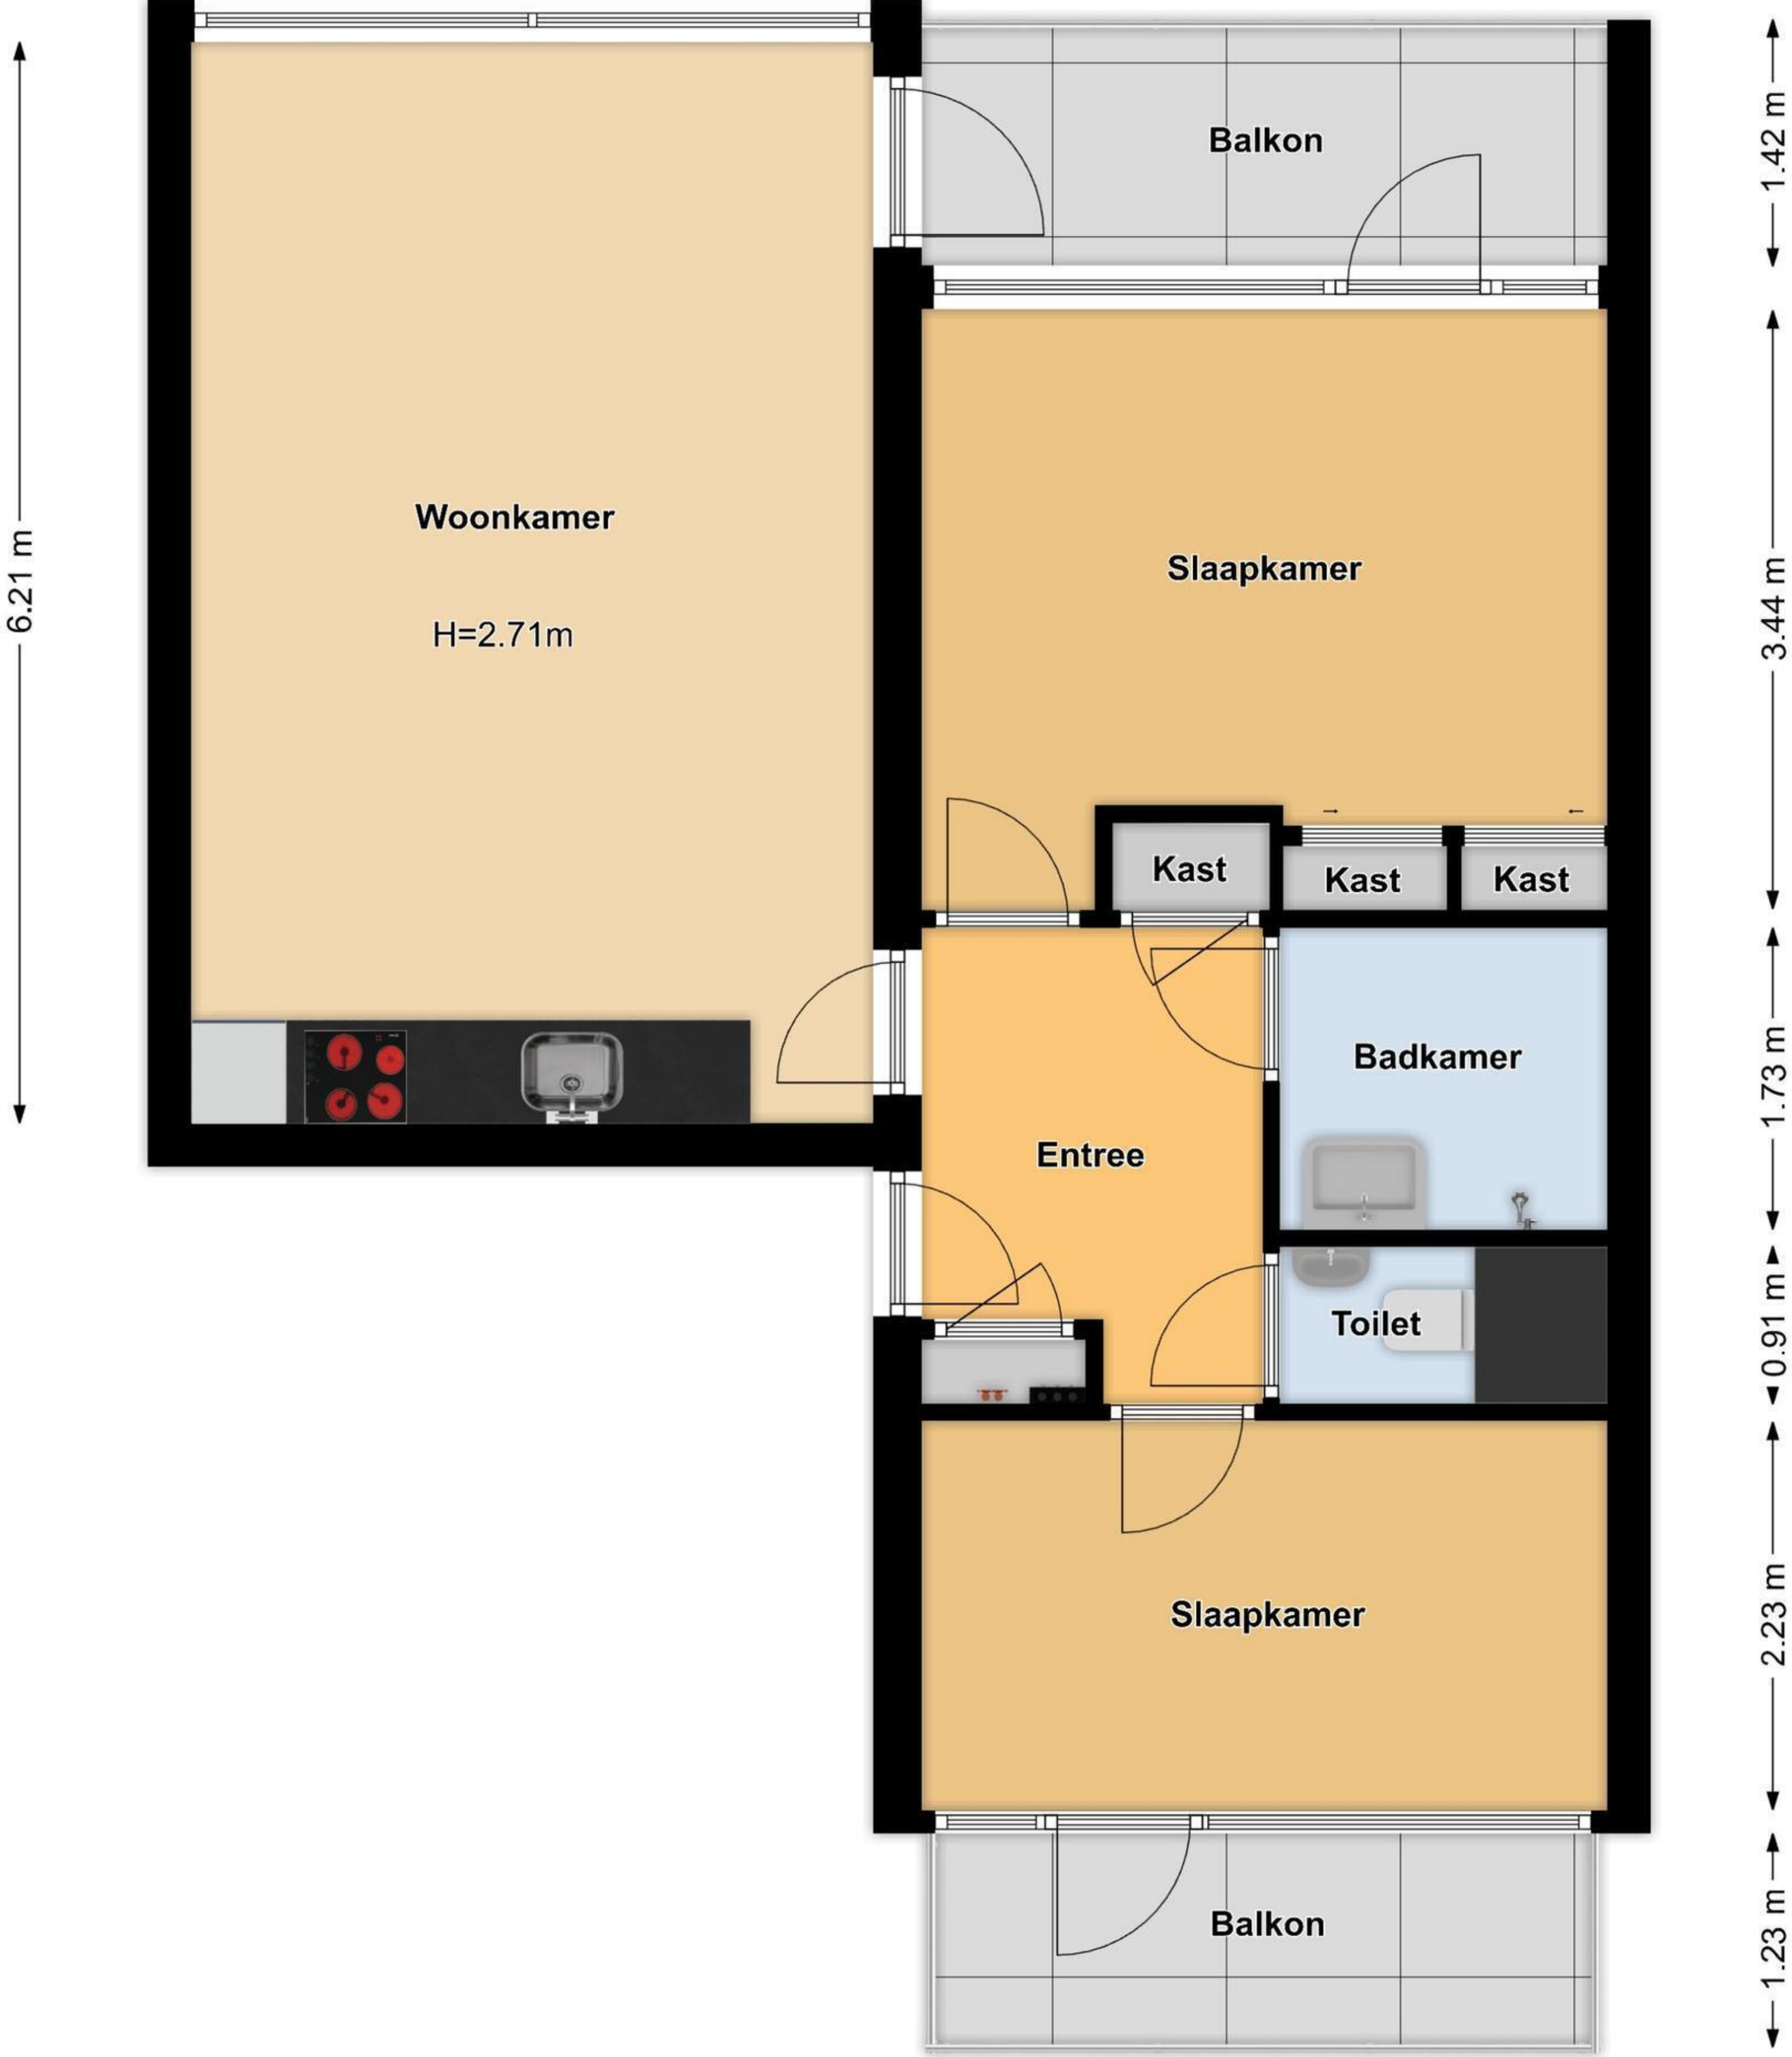 Balkon
1.42 m
Woonkamer
H=2.71m
6.21 m
Slaapkamer
3.44 m
Kast
Kast
Kast
Badkamer
1.73 m
Entree
Toilet
0.91 m
Slaapkamer
2.23 m
Balkon
1.23 m